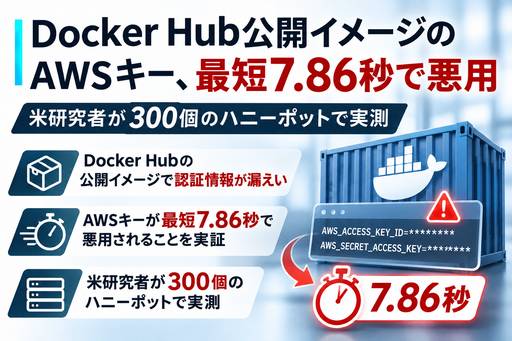 Docker Hub公開イメージの
AWSキー、最短7.86秒で悪用
米研究者が300個のハニーポットで実測
Docker Hubの
公開イメージで認証情報が漏えい
AWSキーが最短7.86秒で
悪用されることを実証
米研究者が300個の
ハニーポットで実測
AWS_ACCESS_KEY_ID=********
AWS_SECRET_ACCESS_KEY=********
7.86秒